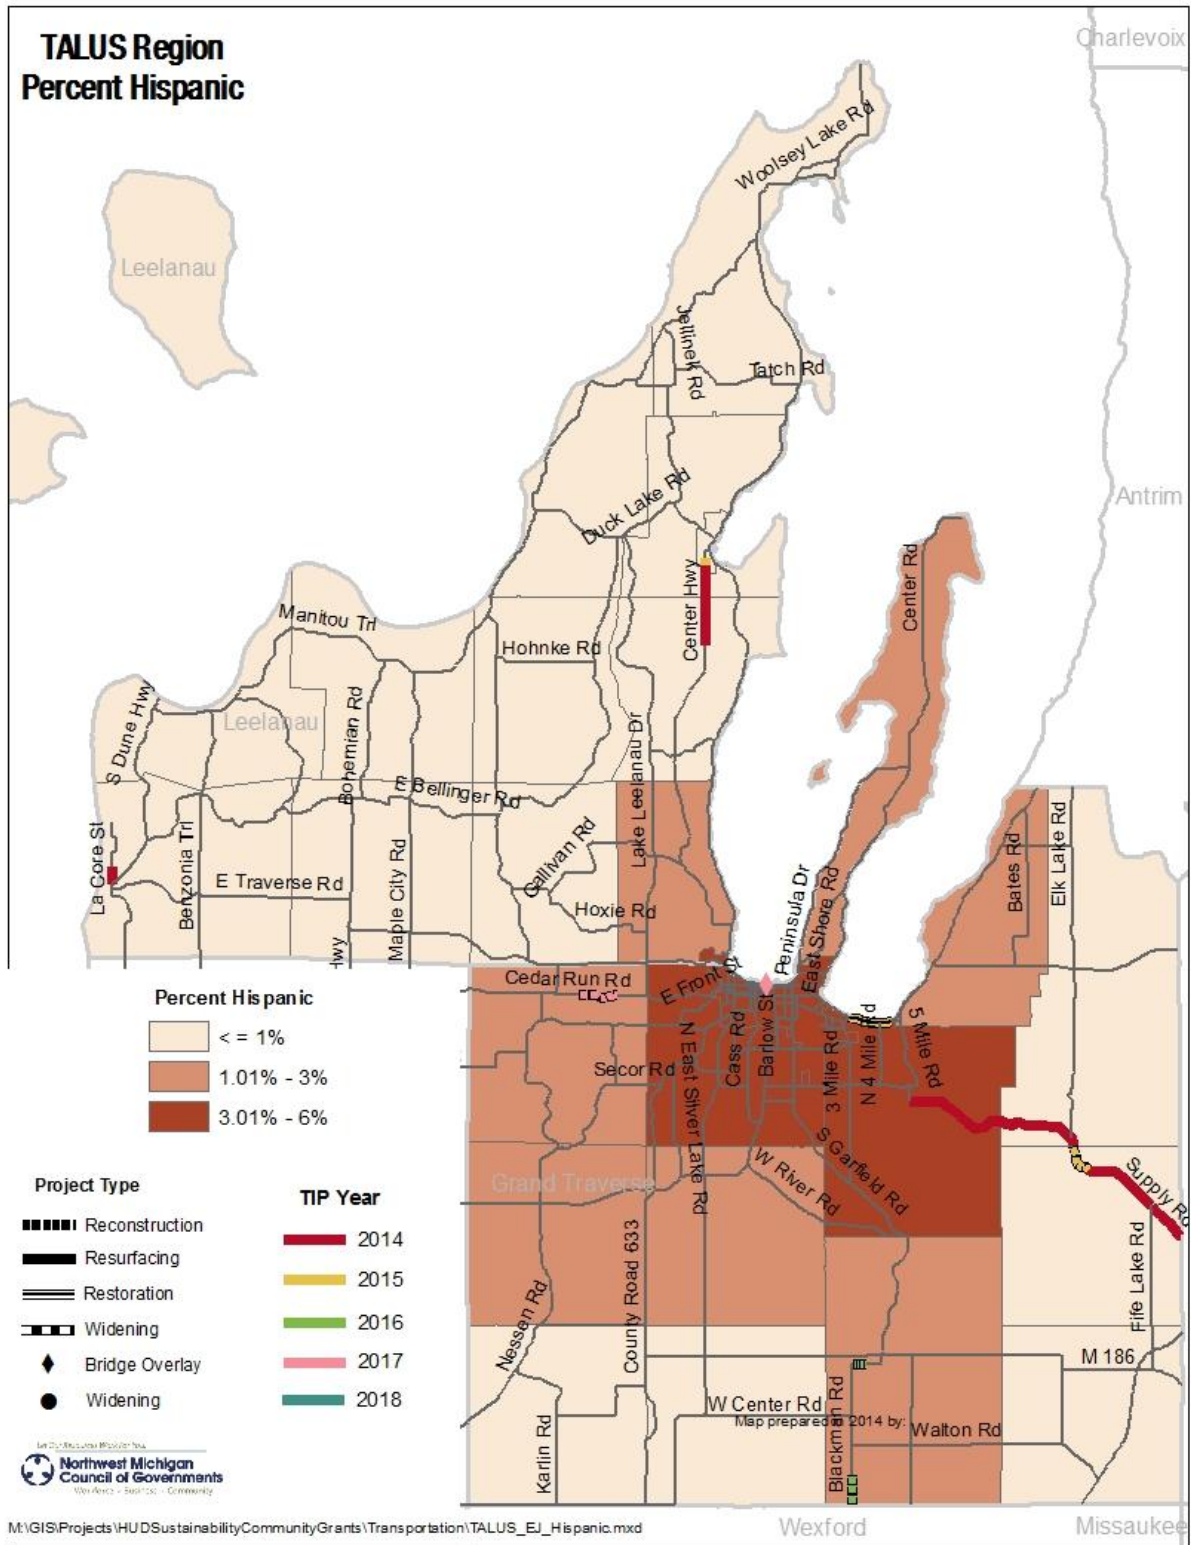 TALUS Region
Percent Hispanic
Charlevoix
Woolsey Lake Rd
Leelanau
Jellinek Rd
Tatch Rd
Duck Lake Rd
Antrim
Center Hwy
Center Rd
Manitou Trl
Hohnke Rd
S Dune Hwy
Leelanau
Bohemian Rd
Lake Leelanau Dr
E Bellinger Rd
La Core St
Benzonia Trl
E Traverse Rd
Maple City Rd
Gallivan Rd
Hoxie Rd
Peninsula Dr
East Shore Rd
Bates Rd
Elk Lake Rd
Hwy
Cedar Run Rd
E Front St
Percent Hispanic
< = 1%
1.01% - 3%
3.01% - 6%
Secor Rd
N East Silver Lake Rd
Cass Rd
Barlow St
3 Mile Rd
N 4 Mile Rd
5 Mile Rd
S Garfield Rd
W River Rd
Supply Rd
Grand Traverse
County Road 633
Nessen Rd
Fife Lake Rd
M 186
W Center Rd
Map prepared in 2014 by:
Blackman Rd
Walton Rd
Karlin Rd
Project Type
Reconstruction
Resurfacing
Restoration
Widening
Bridge Overlay
Widening
TIP Year
2014
2015
2016
2017
2018
Northwest Michigan
Council of Governments
Workforce - Business - Community
M:\GIS\Projects\HUDSustainabilityCommunityGrants\Transportation\TALUS_EJ_Hispanic.mxd
Wexford
Missaukee